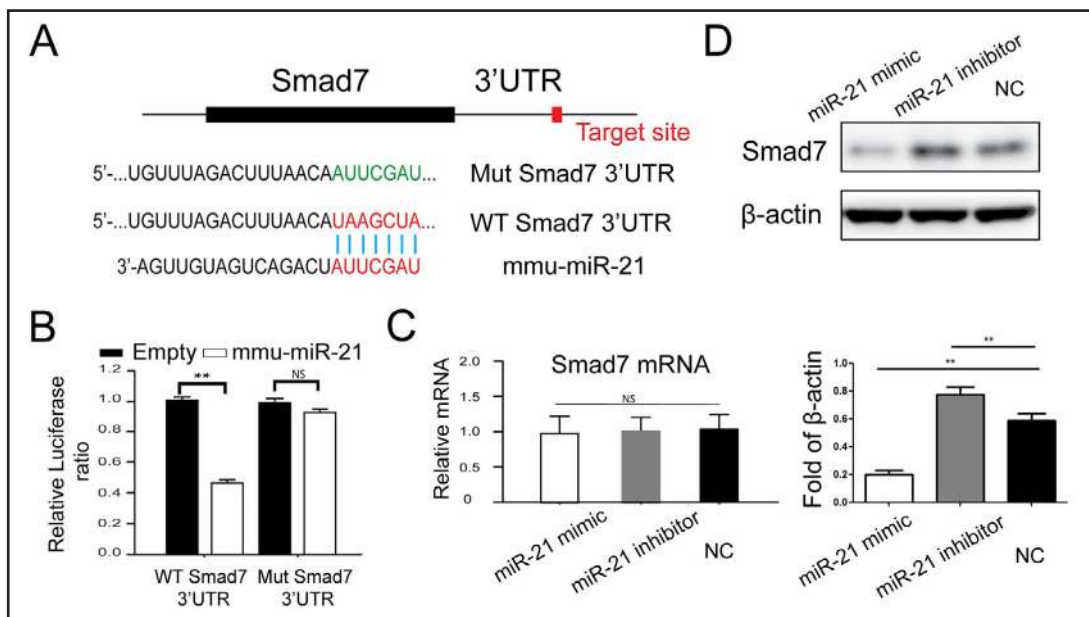 A
Smad7 3'UTR
Target site
5'-...UGUUUAGACUUUAACAAUUCGAU... Mut Smad7 3'UTR
5'-...UGUUUAGACUUUAACAUAAGCUA... WT Smad7 3'UTR
3'-AGUUGUAGUCAGACUAUUCGAU mmu-miR-21
B
Empty mmu-miR-21
Relative Luciferase
ratio
1.2
1.0
0.8
0.6
0.4
0.2
0.0
**
NS
WT Smad7
3'UTR
Mut Smad7
3'UTR
C
Smad7 mRNA
Relative mRNA
2.0
1.5
1.0
0.5
0
NS
miR-21 mimic
miR-21 inhibitor
NC
D
miR-21 mimic
miR-21 inhibitor
NC
Smad7
β-actin
Fold of β-actin
1.0
0.8
0.6
0.4
0.2
0.0
**
**
miR-21 mimic
miR-21 inhibitor
NC